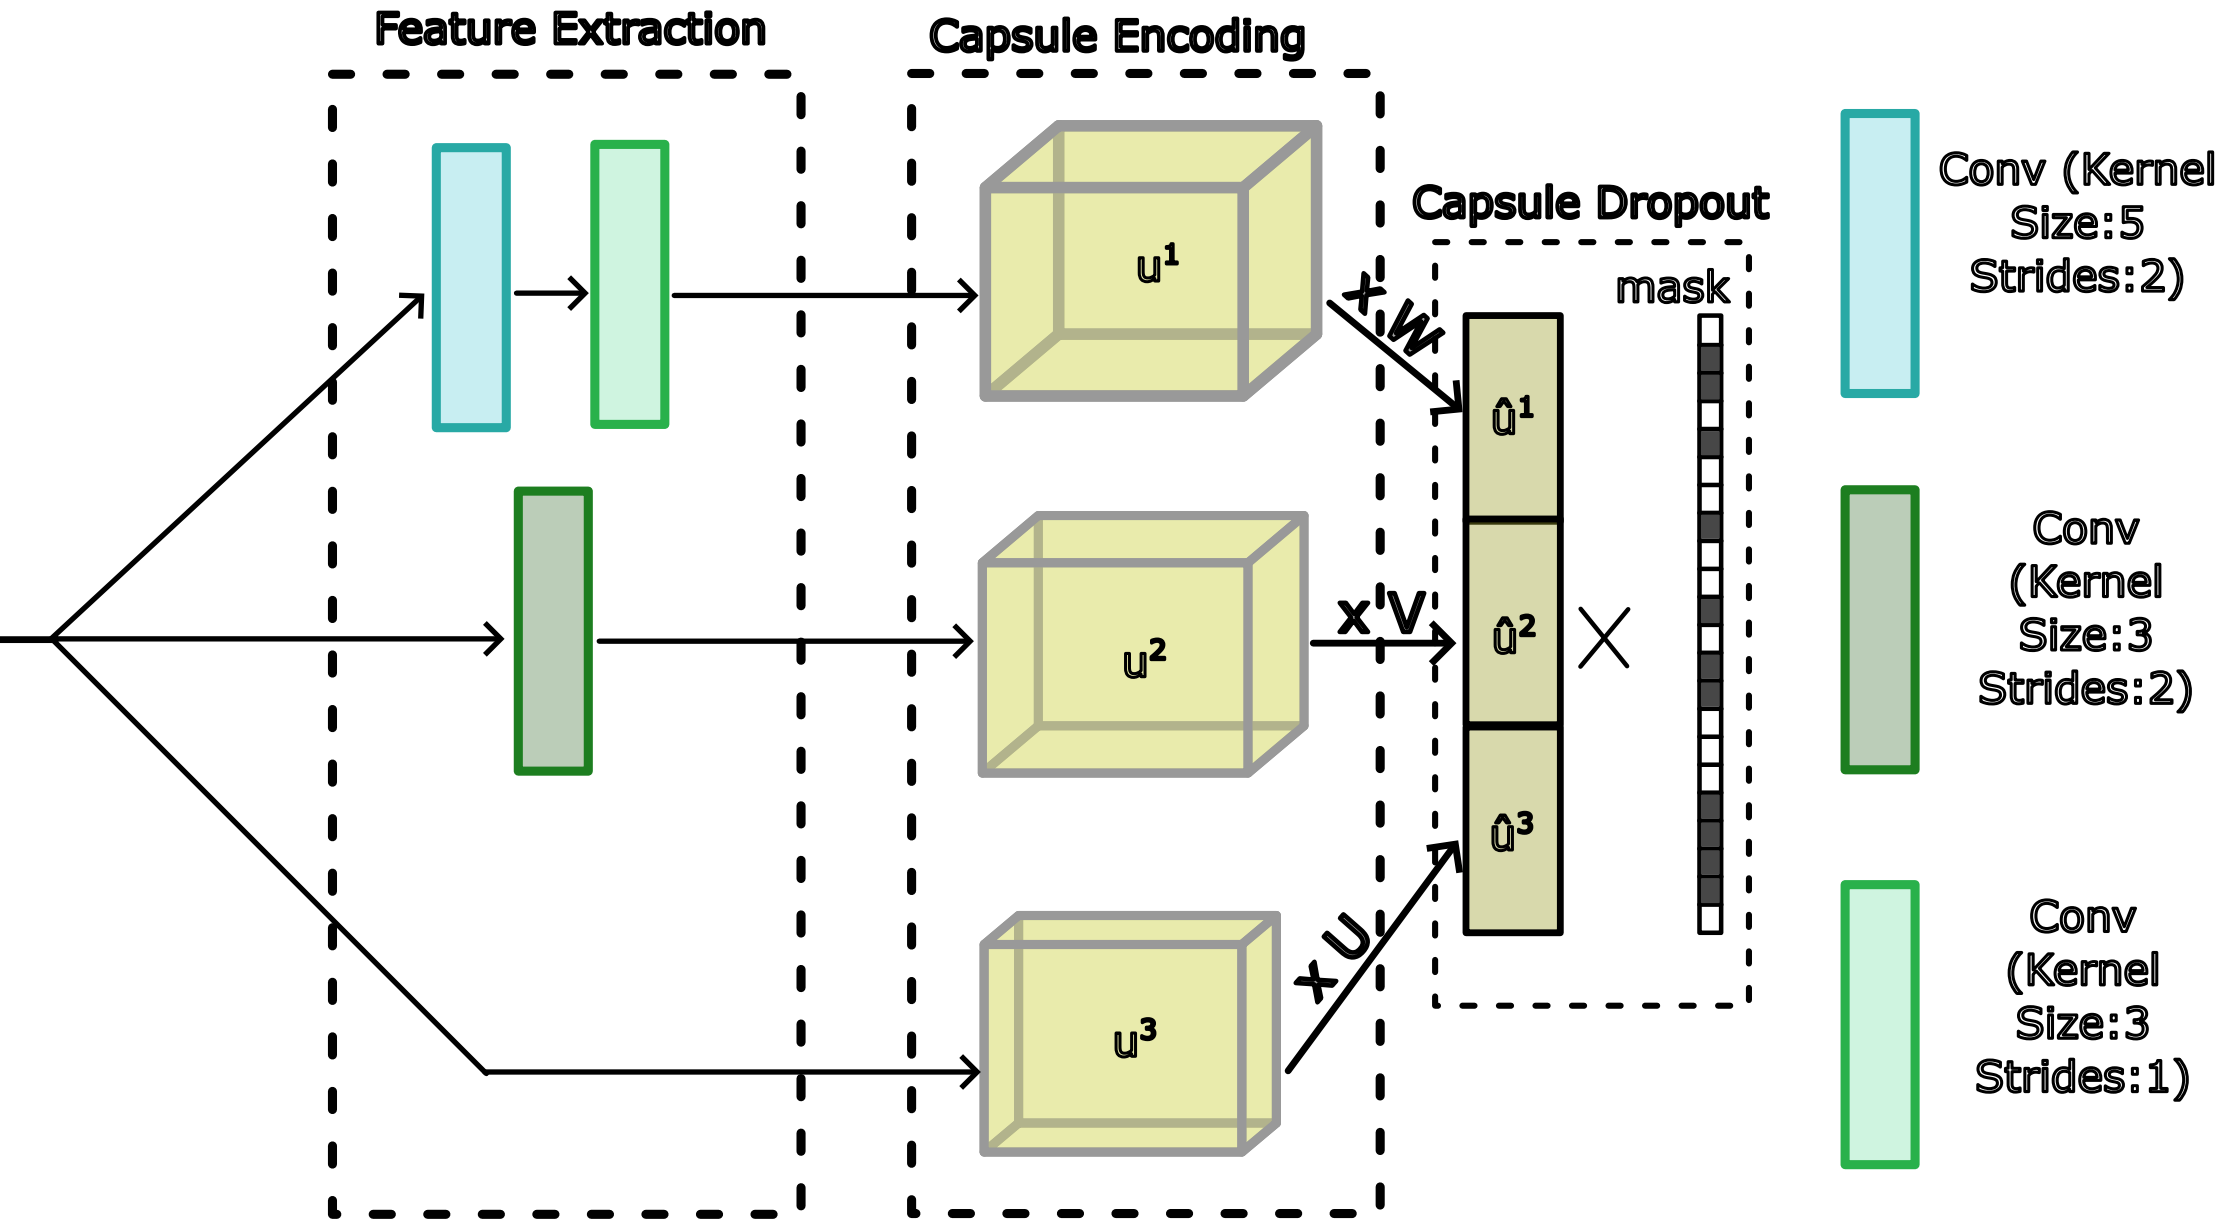 Feature Extraction
Capsule Encoding
Capsule Dropout
mask
u¹
u²
u³
x W
x V
x U
û¹
û²
û³
Conv (Kernel
Size:5
Strides:2)
Conv
(Kernel
Size:3
Strides:2)
Conv
(Kernel
Size:3
Strides:1)